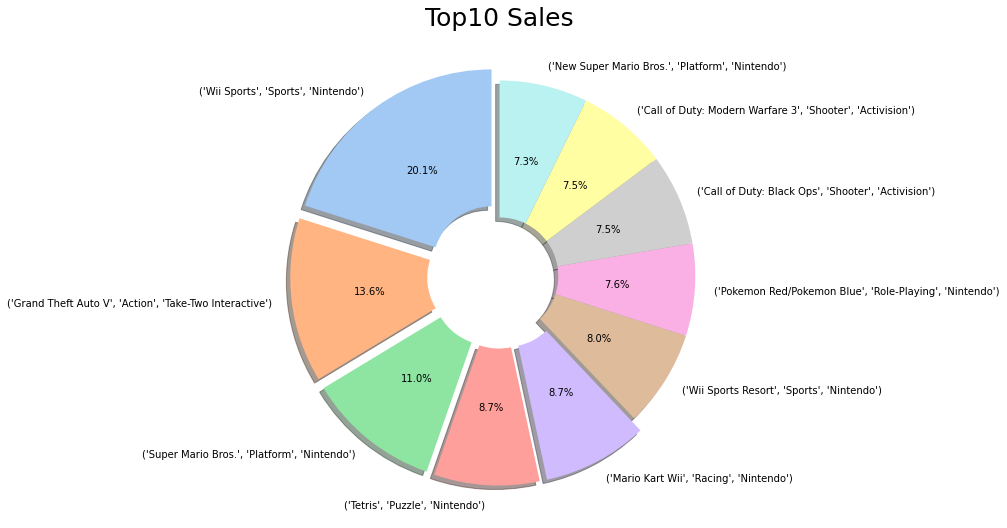 Top10 Sales
('New Super Mario Bros.', 'Platform', 'Nintendo')
('Wii Sports', 'Sports', 'Nintendo')
('Call of Duty: Modern Warfare 3', 'Shooter', 'Activision')
7.3%
20.1%
7.5%
('Call of Duty: Black Ops', 'Shooter', 'Activision')
7.5%
7.6%
13.6%
('Pokemon Red/Pokemon Blue', 'Role-Playing', 'Nintendo')
('Grand Theft Auto V', 'Action', 'Take-Two Interactive')
8.0%
11.0%
('Wii Sports Resort', 'Sports', 'Nintendo')
8.7%
8.7%
('Super Mario Bros.', 'Platform', 'Nintendo')
('Mario Kart Wii', 'Racing', 'Nintendo')
('Tetris', 'Puzzle', 'Nintendo')